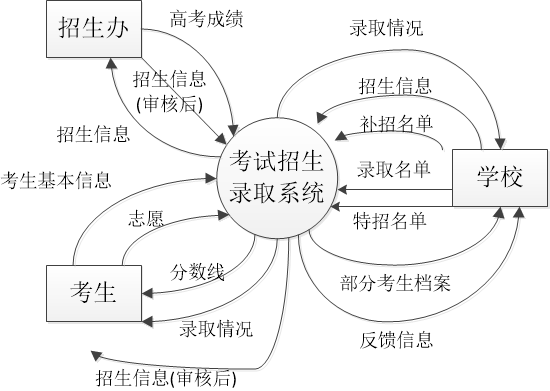 高考成绩
招生办
录取情况
招生信息
(审核后)
招生信息
补招名单
招生信息
考试招生
录取系统
录取名单
学校
考生基本信息
志愿
特招名单
分数线
部分考生档案
考生
录取情况
反馈信息
招生信息(审核后)